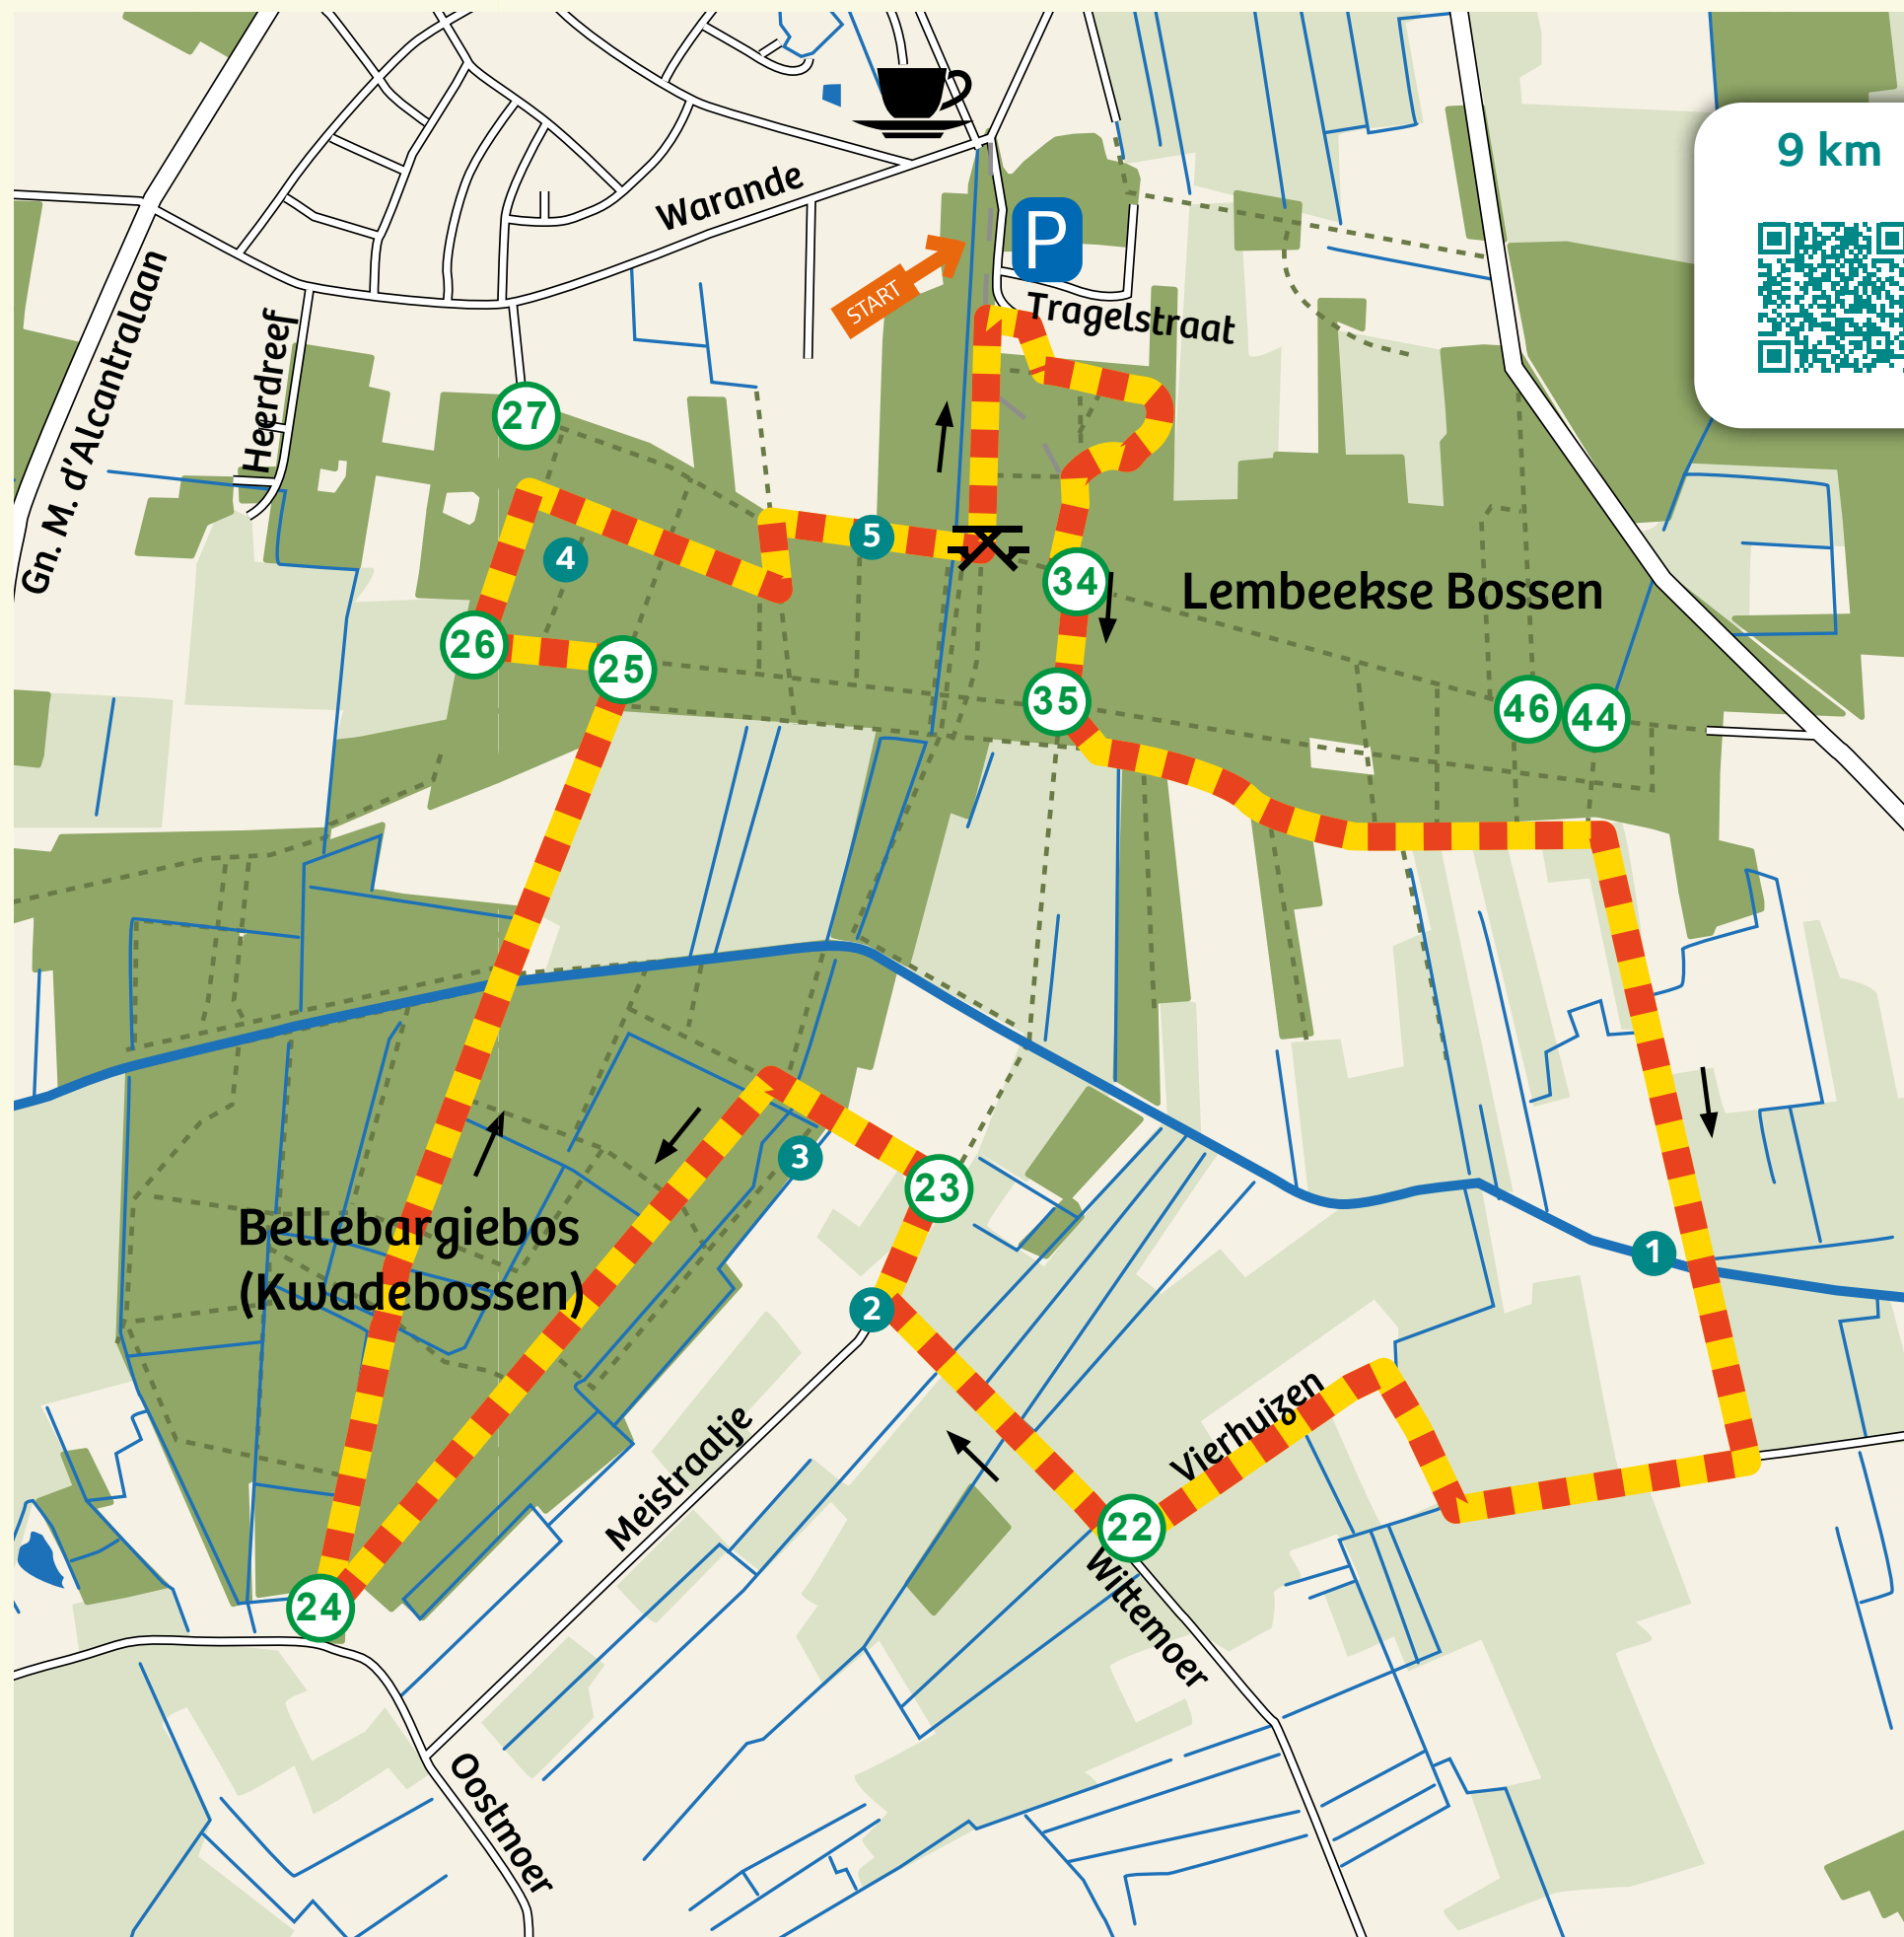 9 km
Warande
P
START
Tragelstraat
Gn. M. d'Alcantralaan
Heerdreef
27
5
4
34
Lembeekse Bossen
26
25
35
46
44
3
23
Bellebargiebos
(Kwadebossen)
1
2
Vierhuizen
Meistraatje
22
24
Wittemoer
Oostmoer